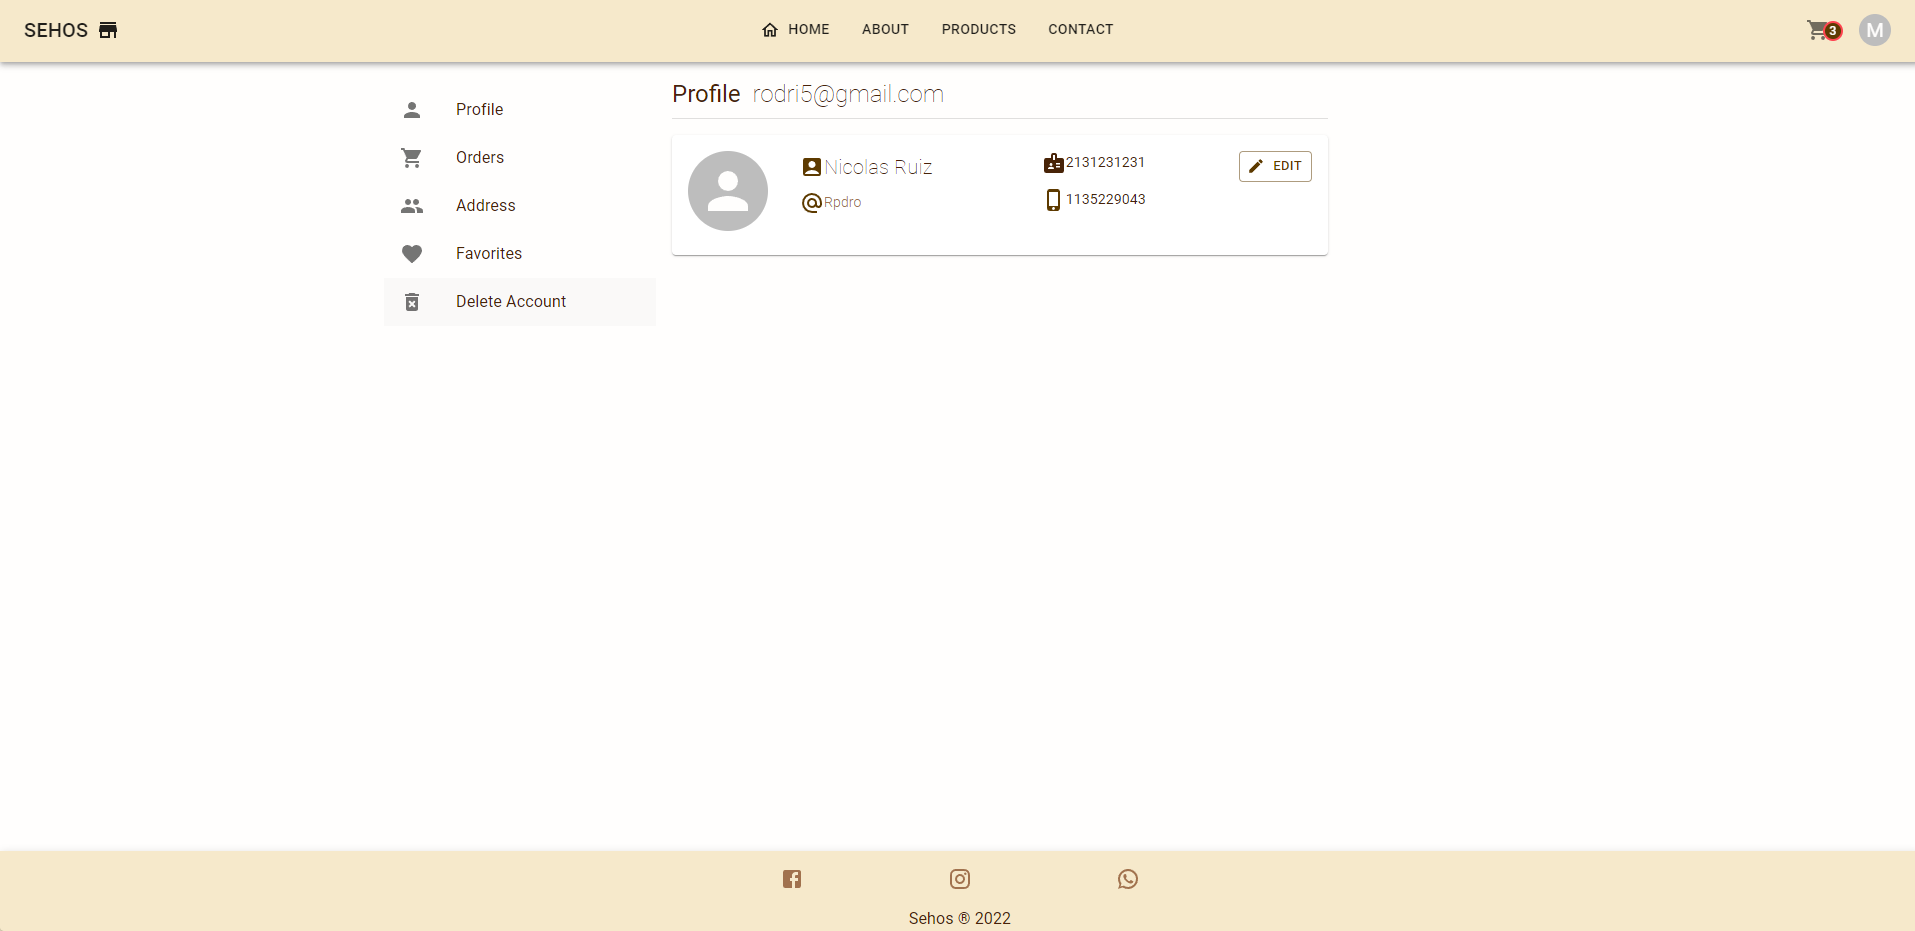 SEHOS
HOME ABOUT PRODUCTS CONTACT
3
M
Profile
Orders
Address
Favorites
Delete Account
Profile rodri5@gmail.com
Nicolas Ruiz
Rpdro
2131231231
1135229043
EDIT
Sehos ® 2022